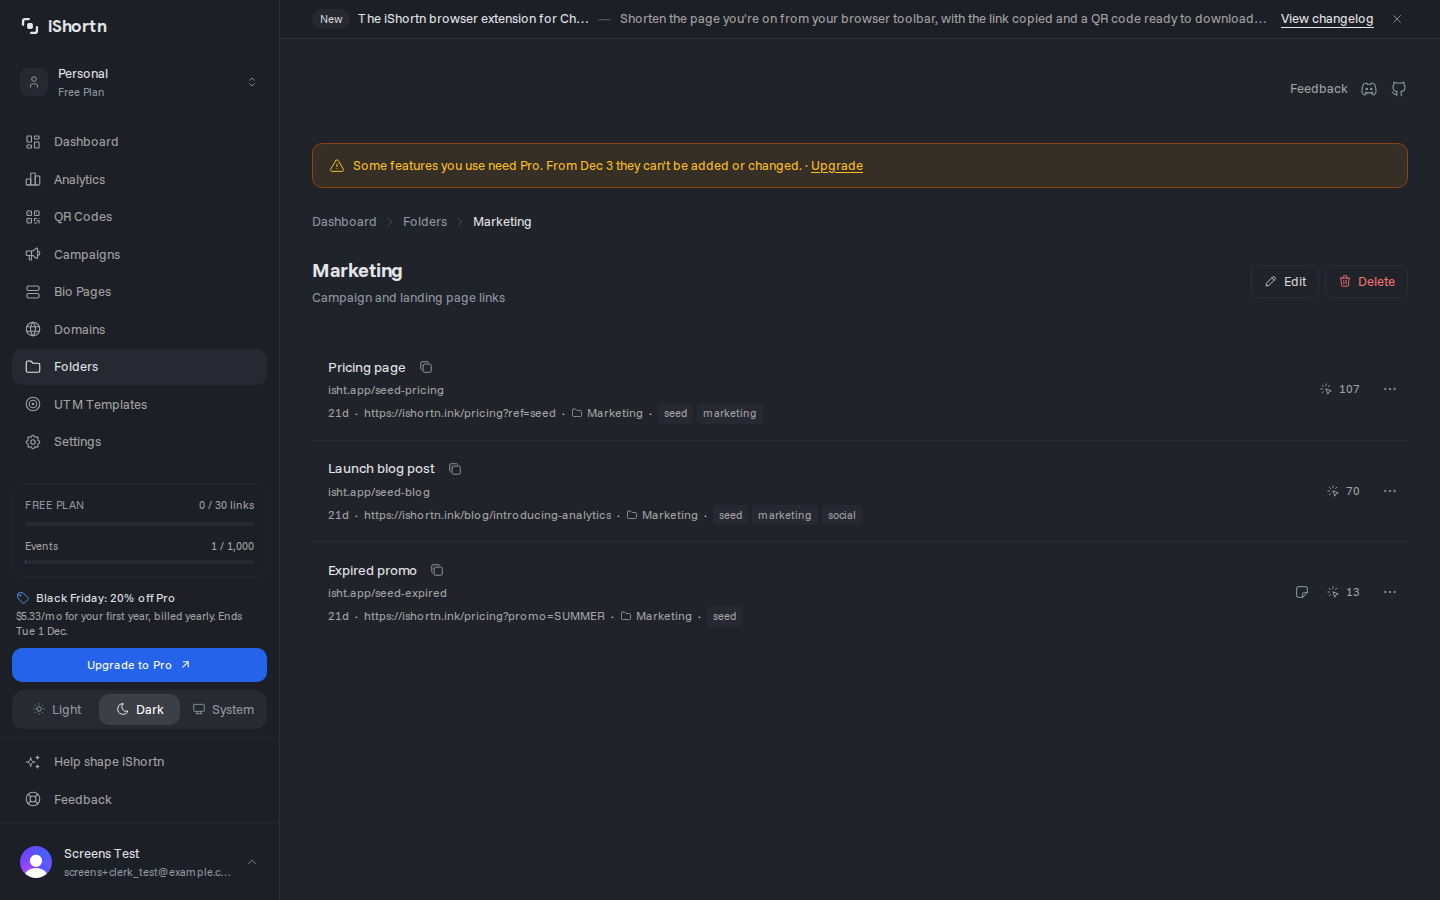 iShortn
Personal
Free Plan
Dashboard
Analytics
QR Codes
Campaigns
Bio Pages
Domains
Folders
UTM Templates
Settings
FREE PLAN 0 / 30 links
Events 1 / 1,000
Black Friday: 20% off Pro
$5.33/mo for your first year, billed yearly. Ends
Tue 1 Dec.
Upgrade to Pro
Light Dark System
Help shape iShortn
Feedback
Screens Test
screens+clerk_test@example.c...
New The iShortn browser extension for Ch... — Shorten the page you're on from your browser toolbar, with the link copied and a QR code ready to download... View changelog
Feedback
Some features you use need Pro. From Dec 3 they can't be added or changed. · Upgrade
Dashboard Folders Marketing
Marketing
Campaign and landing page links
Edit Delete
Pricing page
isht.app/seed-pricing
21d · https://ishortn.ink/pricing?ref=seed · Marketing · seed marketing
107
Launch blog post
isht.app/seed-blog
21d · https://ishortn.ink/blog/introducing-analytics · Marketing · seed marketing social
70
Expired promo
isht.app/seed-expired
21d · https://ishortn.ink/pricing?promo=SUMMER · Marketing · seed
13